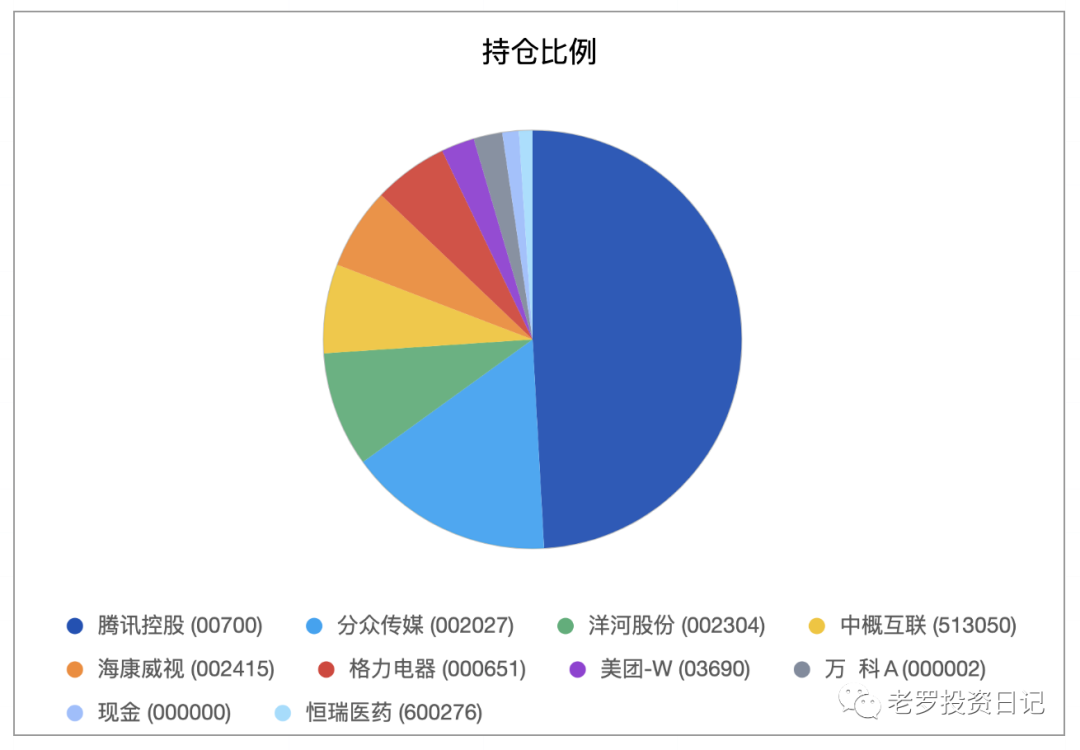 持仓比例
腾讯控股 (00700) 分众传媒 (002027) 洋河股份 (002304) 中概互联 (513050)
海康威视 (002415) 格力电器 (000651) 美团-W (03690) 万 科A (000002)
现金 (000000) 恒瑞医药 (600276)
老罗投资日记